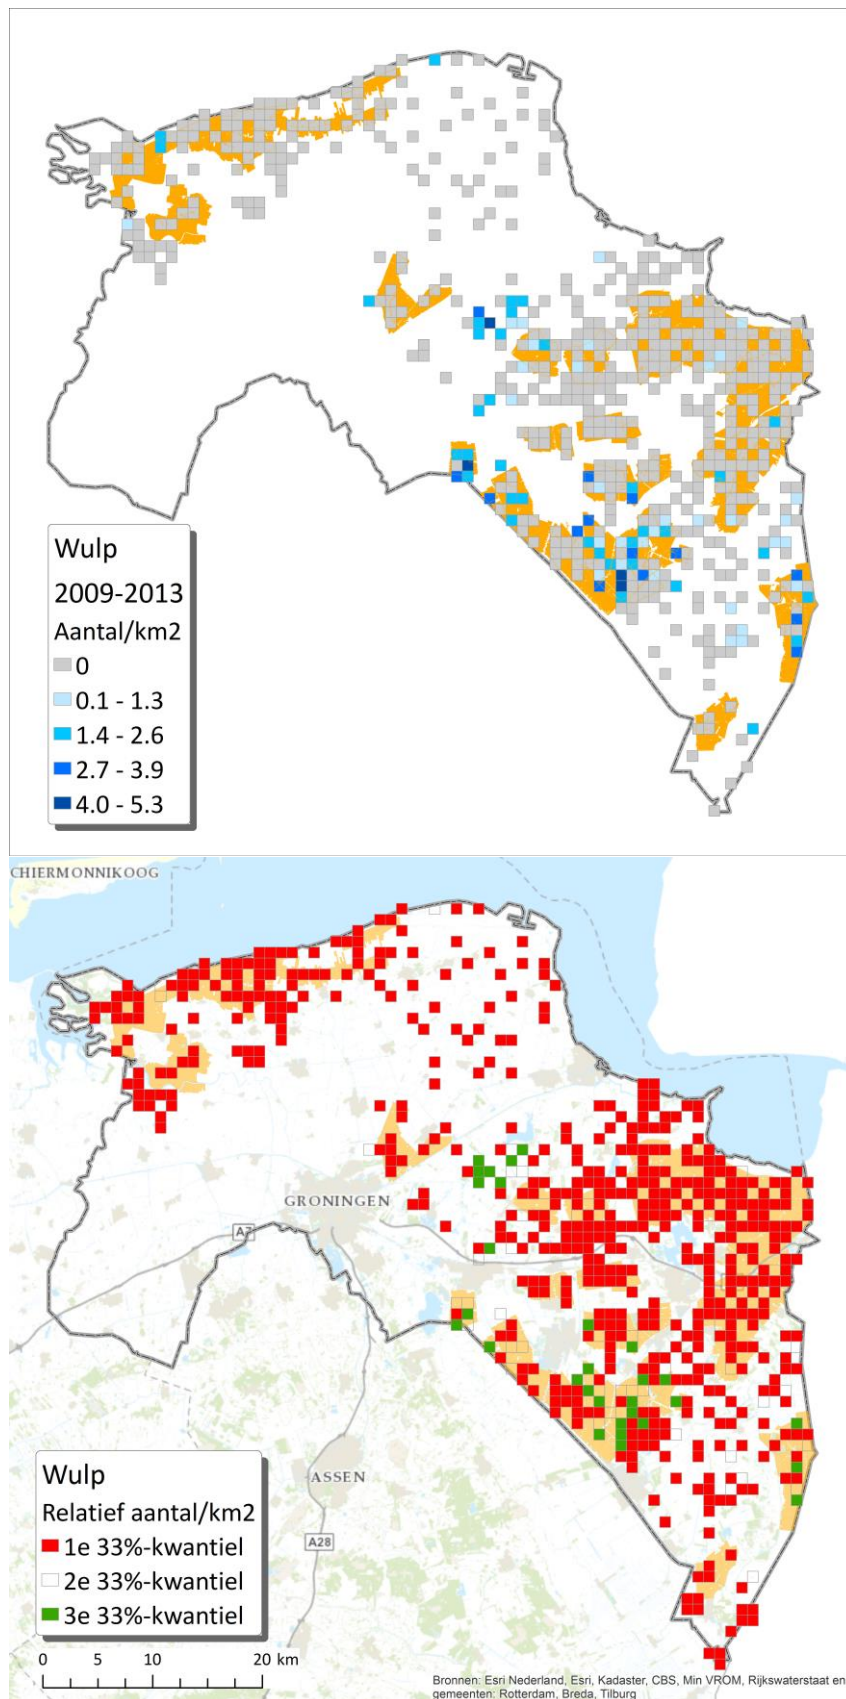 Wulp
2009-2013
Aantal/km2
0
0.1 - 1.3
1.4 - 2.6
2.7 - 3.9
4.0 - 5.3
CHIERMONNIKOOG
GRONINGEN
A7
ASSEN
A28
Wulp
Relatief aantal/km2
1e 33%-kwantiel
2e 33%-kwantiel
3e 33%-kwantiel
0 5 10 20 km
Bronnen: Esri Nederland, Esri, Kadaster, CBS, Min VROM, Rijkswaterstaat en
gemeenten: Rotterdam, Breda, Tilburg